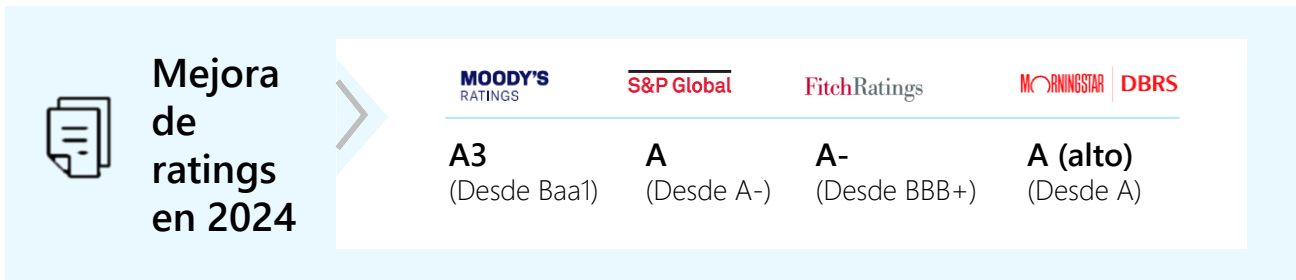 Mejora
de
ratings
en 2024
MOODY'S
RATINGS
S&P Global
FitchRatings
MORNINGSTAR DBRS
A3
(Desde Baa1)
A
(Desde A-)
A-
(Desde BBB+)
A (alto)
(Desde A)